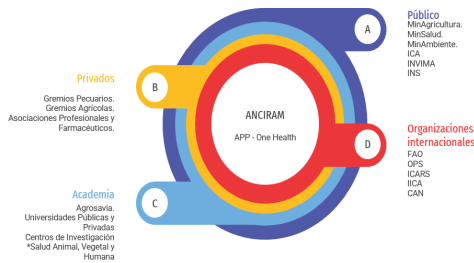 Público
MinAgricultura.
MinSalud.
MinAmbiente.
ICA
INVIMA
INS
A
Privados
Gremios Pecuarios.
Gremios Agrícolas.
Asociaciones Profesionales y
Farmacéuticos.
B
ANCIRAM
APP - One Health
Organizaciones
internacionales
FAO
OPS
ICARS
IICA
CAN
D
Academia
Agrosavia.
Universidades Públicas y
Privadas
Centros de Investigación
*Salud Animal, Vegetal y
Humana
C